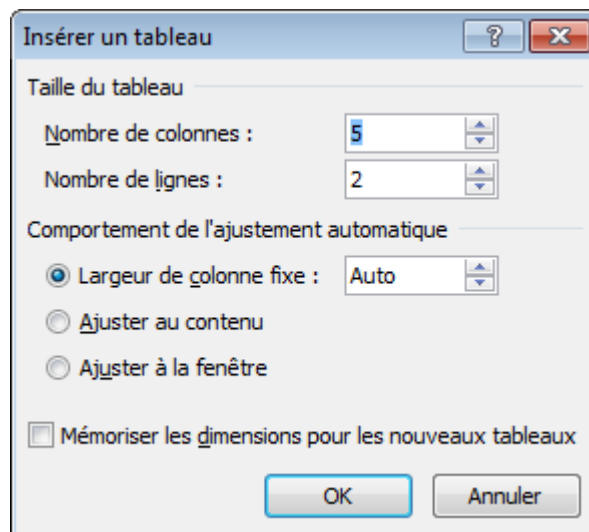 Insérer un tableau
Taille du tableau
Nombre de colonnes : 5
Nombre de lignes : 2
Comportement de l'ajustement automatique
Largeur de colonne fixe : Auto
Ajuster au contenu
Ajuster à la fenêtre
Mémoriser les dimensions pour les nouveaux tableaux
OK Annuler